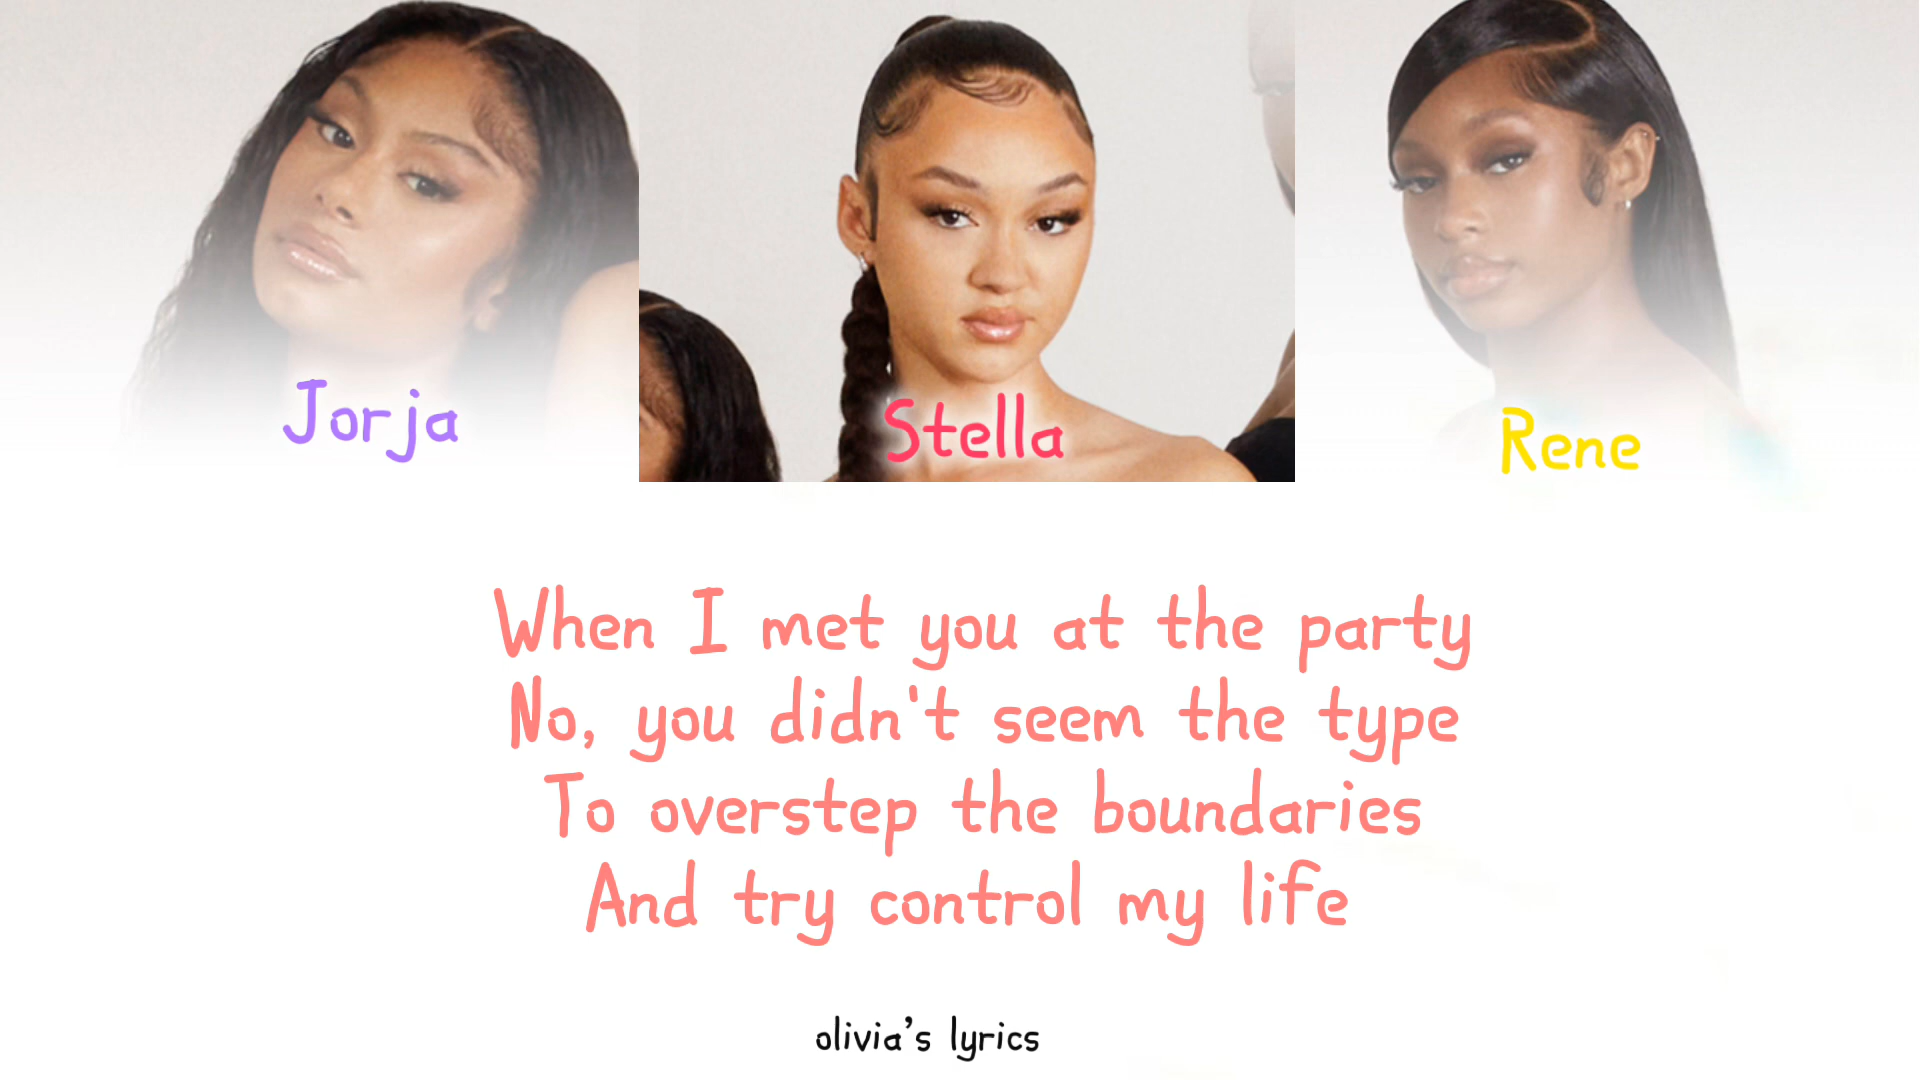 Jorja
Stella
Rene
When I met you at the party
No, you didn't seem the type
To overstep the boundaries
And try control my life
olivia's lyrics